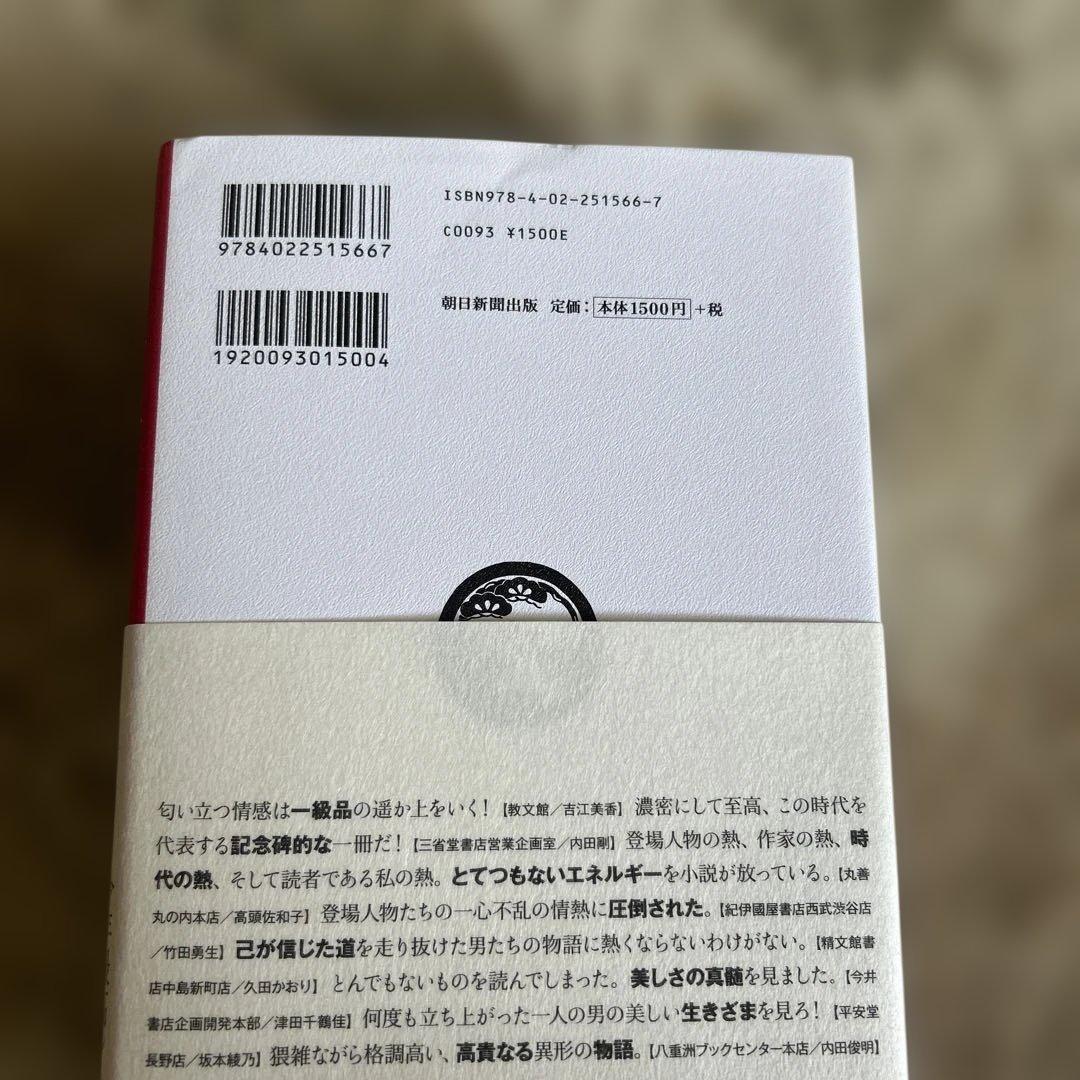 ISBN978-4-02-251566-7
9784022515667
C0093 ¥1500E
朝日新聞出版 定価:本体1500円+税
1920093015004
匂い立つ情感は一級品の遥か上をいく!【教文館/吉江美香】濃密にして至高、この時代を
代表する記念碑的な一冊だ!【三省堂書店営業企画室/内田剛】登場人物の熱、作家の熱、時
代の熱、そして読者である私の熱。とてつもないエネルギーを小説が放っている。【丸善
丸の内本店/高頭佐和子】登場人物たちの一心不乱の情熱に圧倒された。【紀伊國屋書店西武渋谷店
/竹田勇生】己が信じた道を走り抜けた男たちの物語に熱くならないわけがない。【精文館書
店中島新町店/久田かおり】とんでもないものを読んでしまった。美しさの真髄を見ました。【今井
書店企画開発本部/津田千鶴佳】何度も立ち上がった一人の男の美しい生きざまを見ろ!【平安堂
長野店/坂本綾乃】猥雑ながら格調高い、高貴なる異形の物語。【八重洲ブックセンター本店/内田俊明】